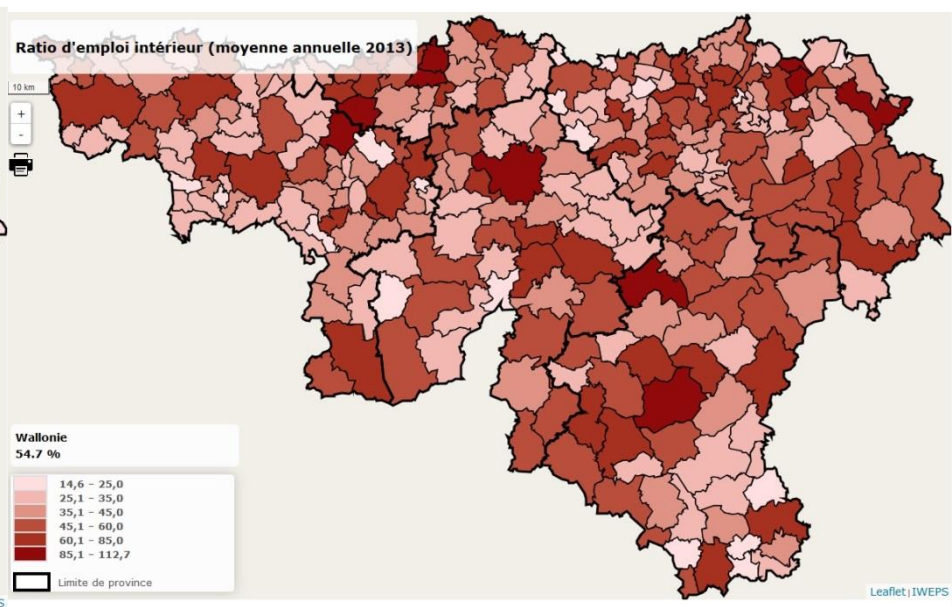 Ratio d'emploi intérieur (moyenne annuelle 2013)
10 km
+
-
Wallonie
54.7 %
14,6 – 25,0
25,1 – 35,0
35,1 – 45,0
45,1 – 60,0
60,1 – 85,0
85,1 – 112,7
Limite de province
Leaflet | IWEPS
S